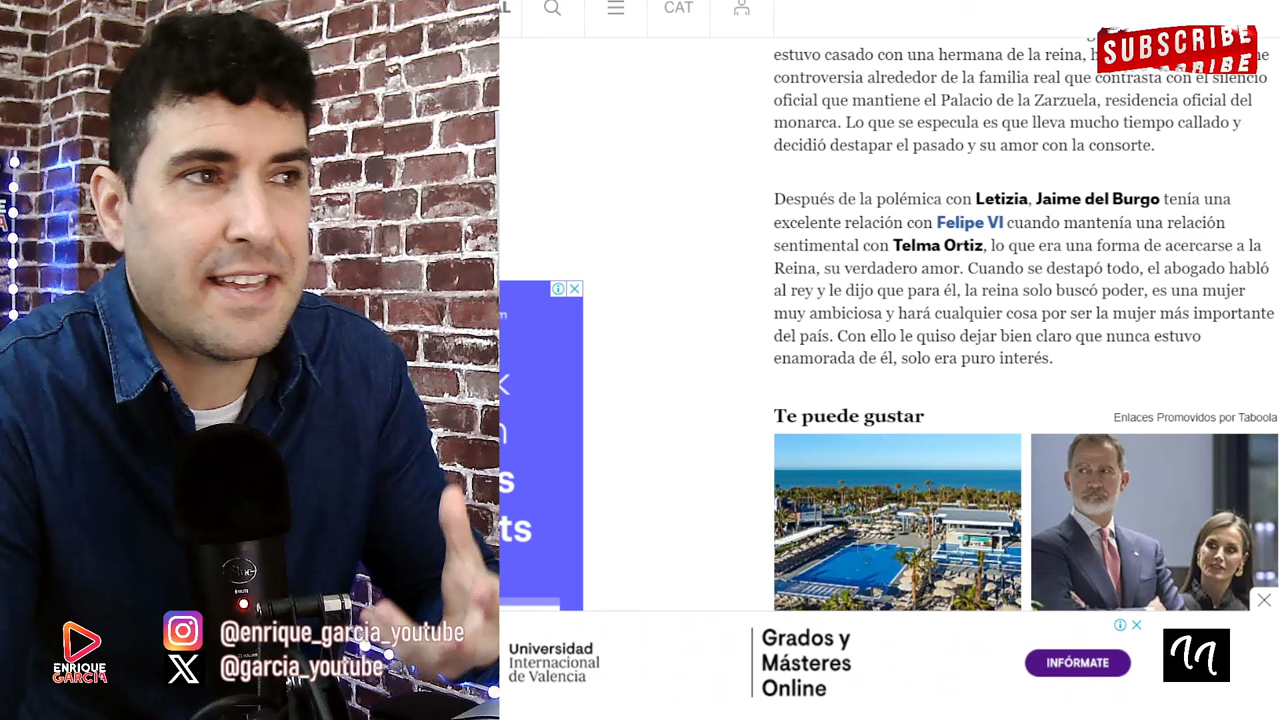 CAT
SUBSCRIBE
estuvo casado con una hermana de la reina,
controversia alrededor de la familia real que contrasta con el silencio
oficial que mantiene el Palacio de la Zarzuela, residencia oficial del
monarca. Lo que se especula es que lleva mucho tiempo callado y
decidió destapar el pasado y su amor con la consorte.
Después de la polémica con Letizia, Jaime del Burgo tenía una
excelente relación con Felipe VI cuando mantenía una relación
sentimental con Telma Ortiz, lo que era una forma de acercarse a la
Reina, su verdadero amor. Cuando se destapó todo, el abogado habló
al rey y le dijo que para él, la reina solo buscó poder, es una mujer
muy ambiciosa y hará cualquier cosa por ser la mujer más importante
del país. Con ello le quiso dejar bien claro que nunca estuvo
enamorada de él, solo era puro interés.
Te puede gustar
Enlaces Promovidos por Taboola
ENRIQUE
GARCIA
@enrique_garcia_youtube
@garcia_youtube
Universidad
Internacional
de Valencia
Grados y
Másteres
Online
INFÓRMATE